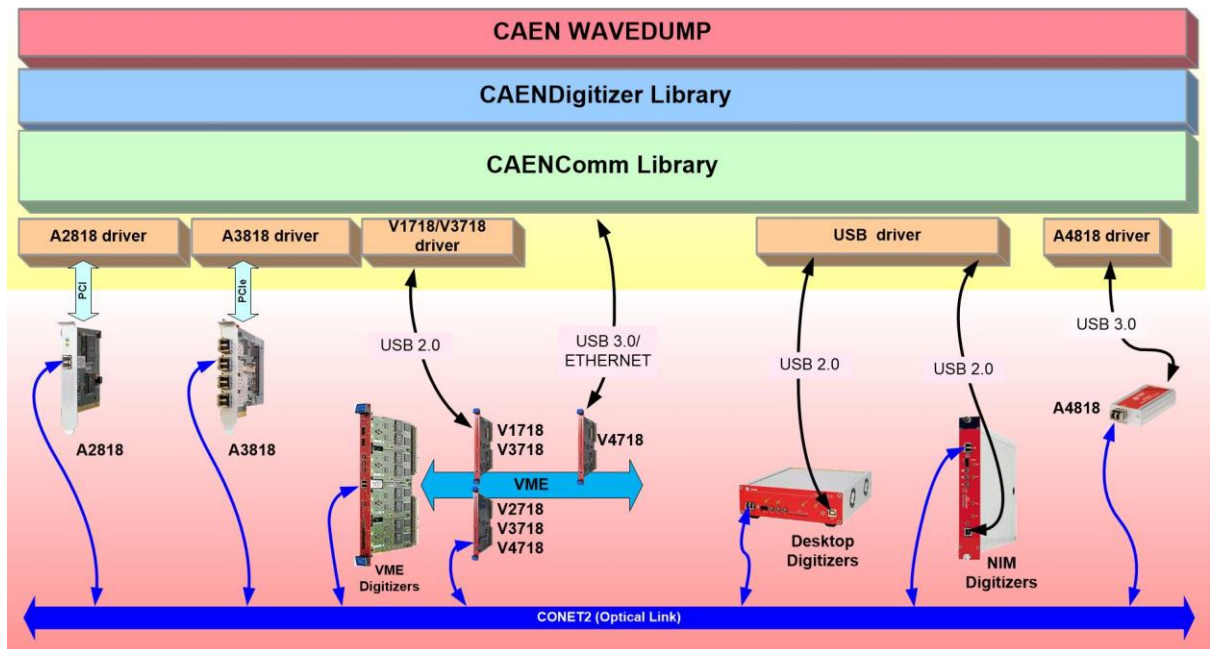 CAEN WAVEDUMP
CAENDigitizer Library
CAENComm Library
A2818 driver
A3818 driver
V1718/V3718
driver
USB driver
A4818 driver
PCI
PCIe
USB 2.0
USB 3.0/
ETHERNET
USB 2.0
USB 2.0
USB 3.0
A2818
A3818
V1718
V3718
V4718
A4818
VME
V2718
V3718
V4718
VME
Digitizers
Desktop
Digitizers
NIM
Digitizers
CONET2 (Optical Link)